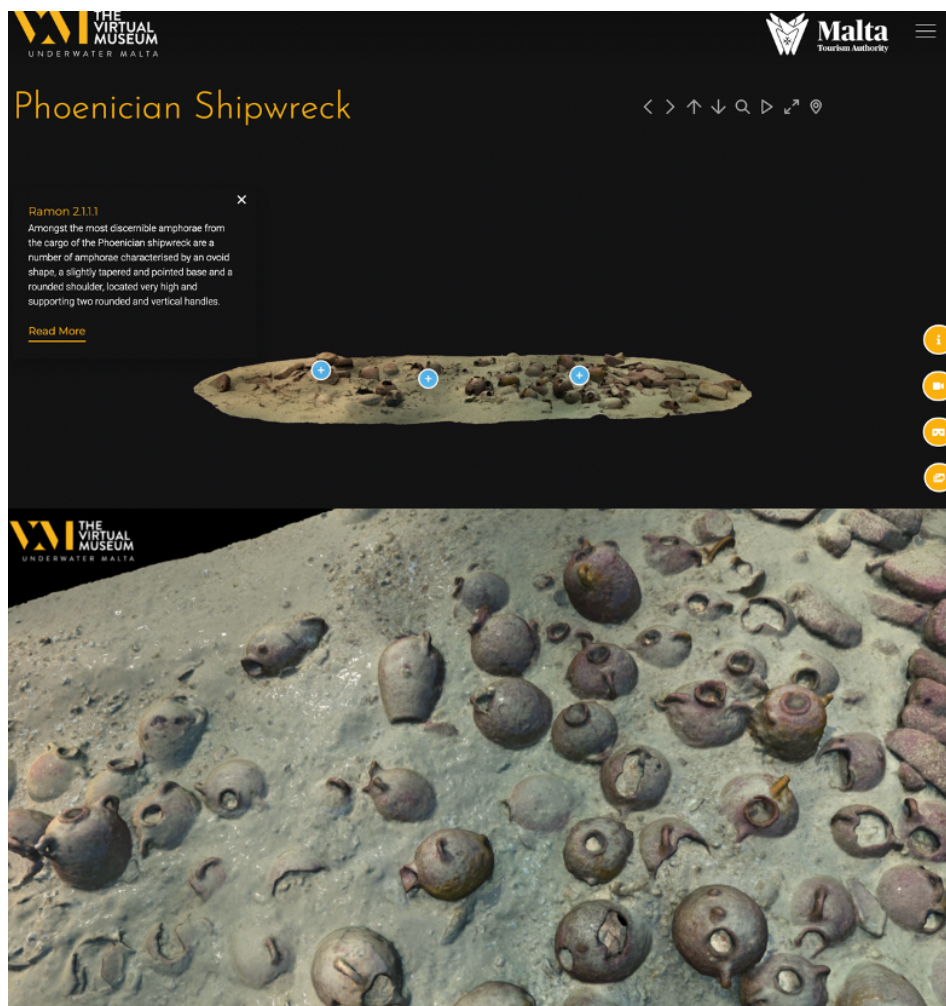 THE
VIRTUAL
MUSEUM
UNDERWATER MALTA
Malta
Tourism Authority
Phoenician Shipwreck
Ramon 2.1.1.1
Amongst the most discernible amphorae from
the cargo of the Phoenician shipwreck are a
number of amphorae characterised by an ovoid
shape, a slightly tapered and pointed base and a
rounded shoulder, located very high and
supporting two rounded and vertical handles.
Read More
THE
VIRTUAL
MUSEUM
UNDERWATER MALTA